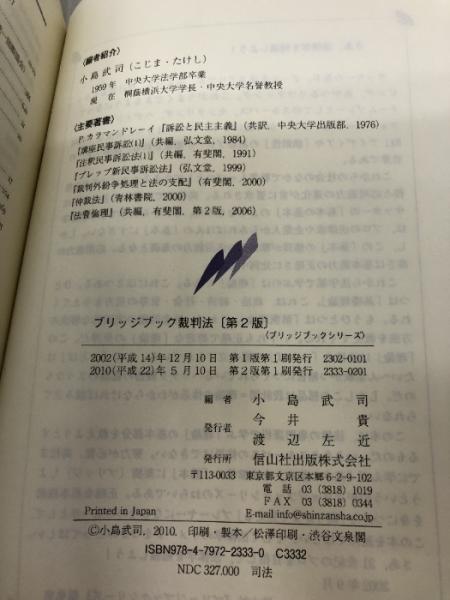 〈編者紹介〉
小島武司（こじま・たけし）
1959年 中央大学法学部卒業
現 在 桐蔭横浜大学学長・中央大学名誉教授
〈主要著書〉
P.カラマンドレーイ『訴訟と民主主義』（共訳，中央大学出版部，1976）
『講座民事訴訟(1)』（共編，弘文堂，1984）
『注釈民事訴訟法(1)』（共編，有斐閣，1991）
『プレップ新民事訴訟法』（弘文堂，1999）
『裁判外紛争処理と法の支配』（有斐閣，2000）
『仲裁法』（青林書院，2000）
『法曹倫理』（共編，有斐閣，第2版，2006）
ブリッジブック裁判法〔第2版〕
〈ブリッジブックシリーズ〉
2002(平成14)年12月10日 第1版第1刷発行 2302-0101
2010(平成22)年5月10日 第2版第1刷発行 2333-0201
編者 小島武司
発行者 今井貴
渡辺左近
発行所 信山社出版株式会社
〒113-0033 東京都文京区本郷6-2-9-102
電話 03(3818)1019
FAX 03(3818)0344
Printed in Japan E-mail info@shinzansha.co.jp
©小島武司，2010．印刷・製本／松澤印刷・渋谷文泉閣
ISBN978-4-7972-2333-0 C3332
NDC 327.000 司法